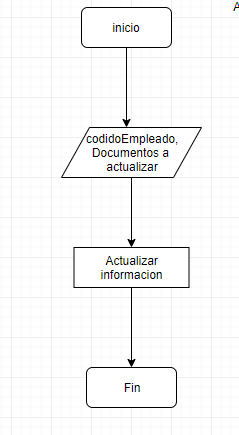 A
inicio
codidoEmpleado,
Documentos a
actualizar
Actualizar
informacion
Fin